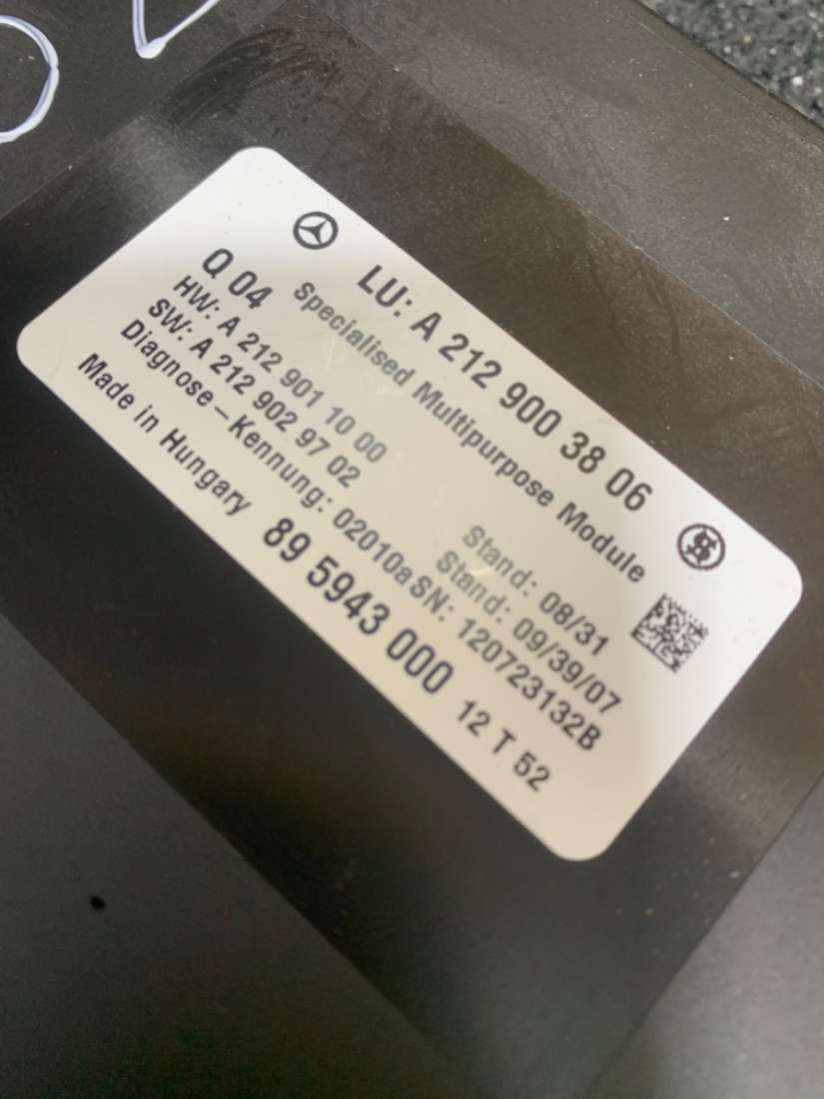 LU: A 212 900 38 06
Q 04 Specialised Multipurpose Module
HW: A 212 901 10 00 Stand: 08/31
SW: A 212 902 97 02 Stand: 09/39/07
Diagnose-Kennung: 02010a SN: 120723132B
Made in Hungary 89 5943 000 12 T 52